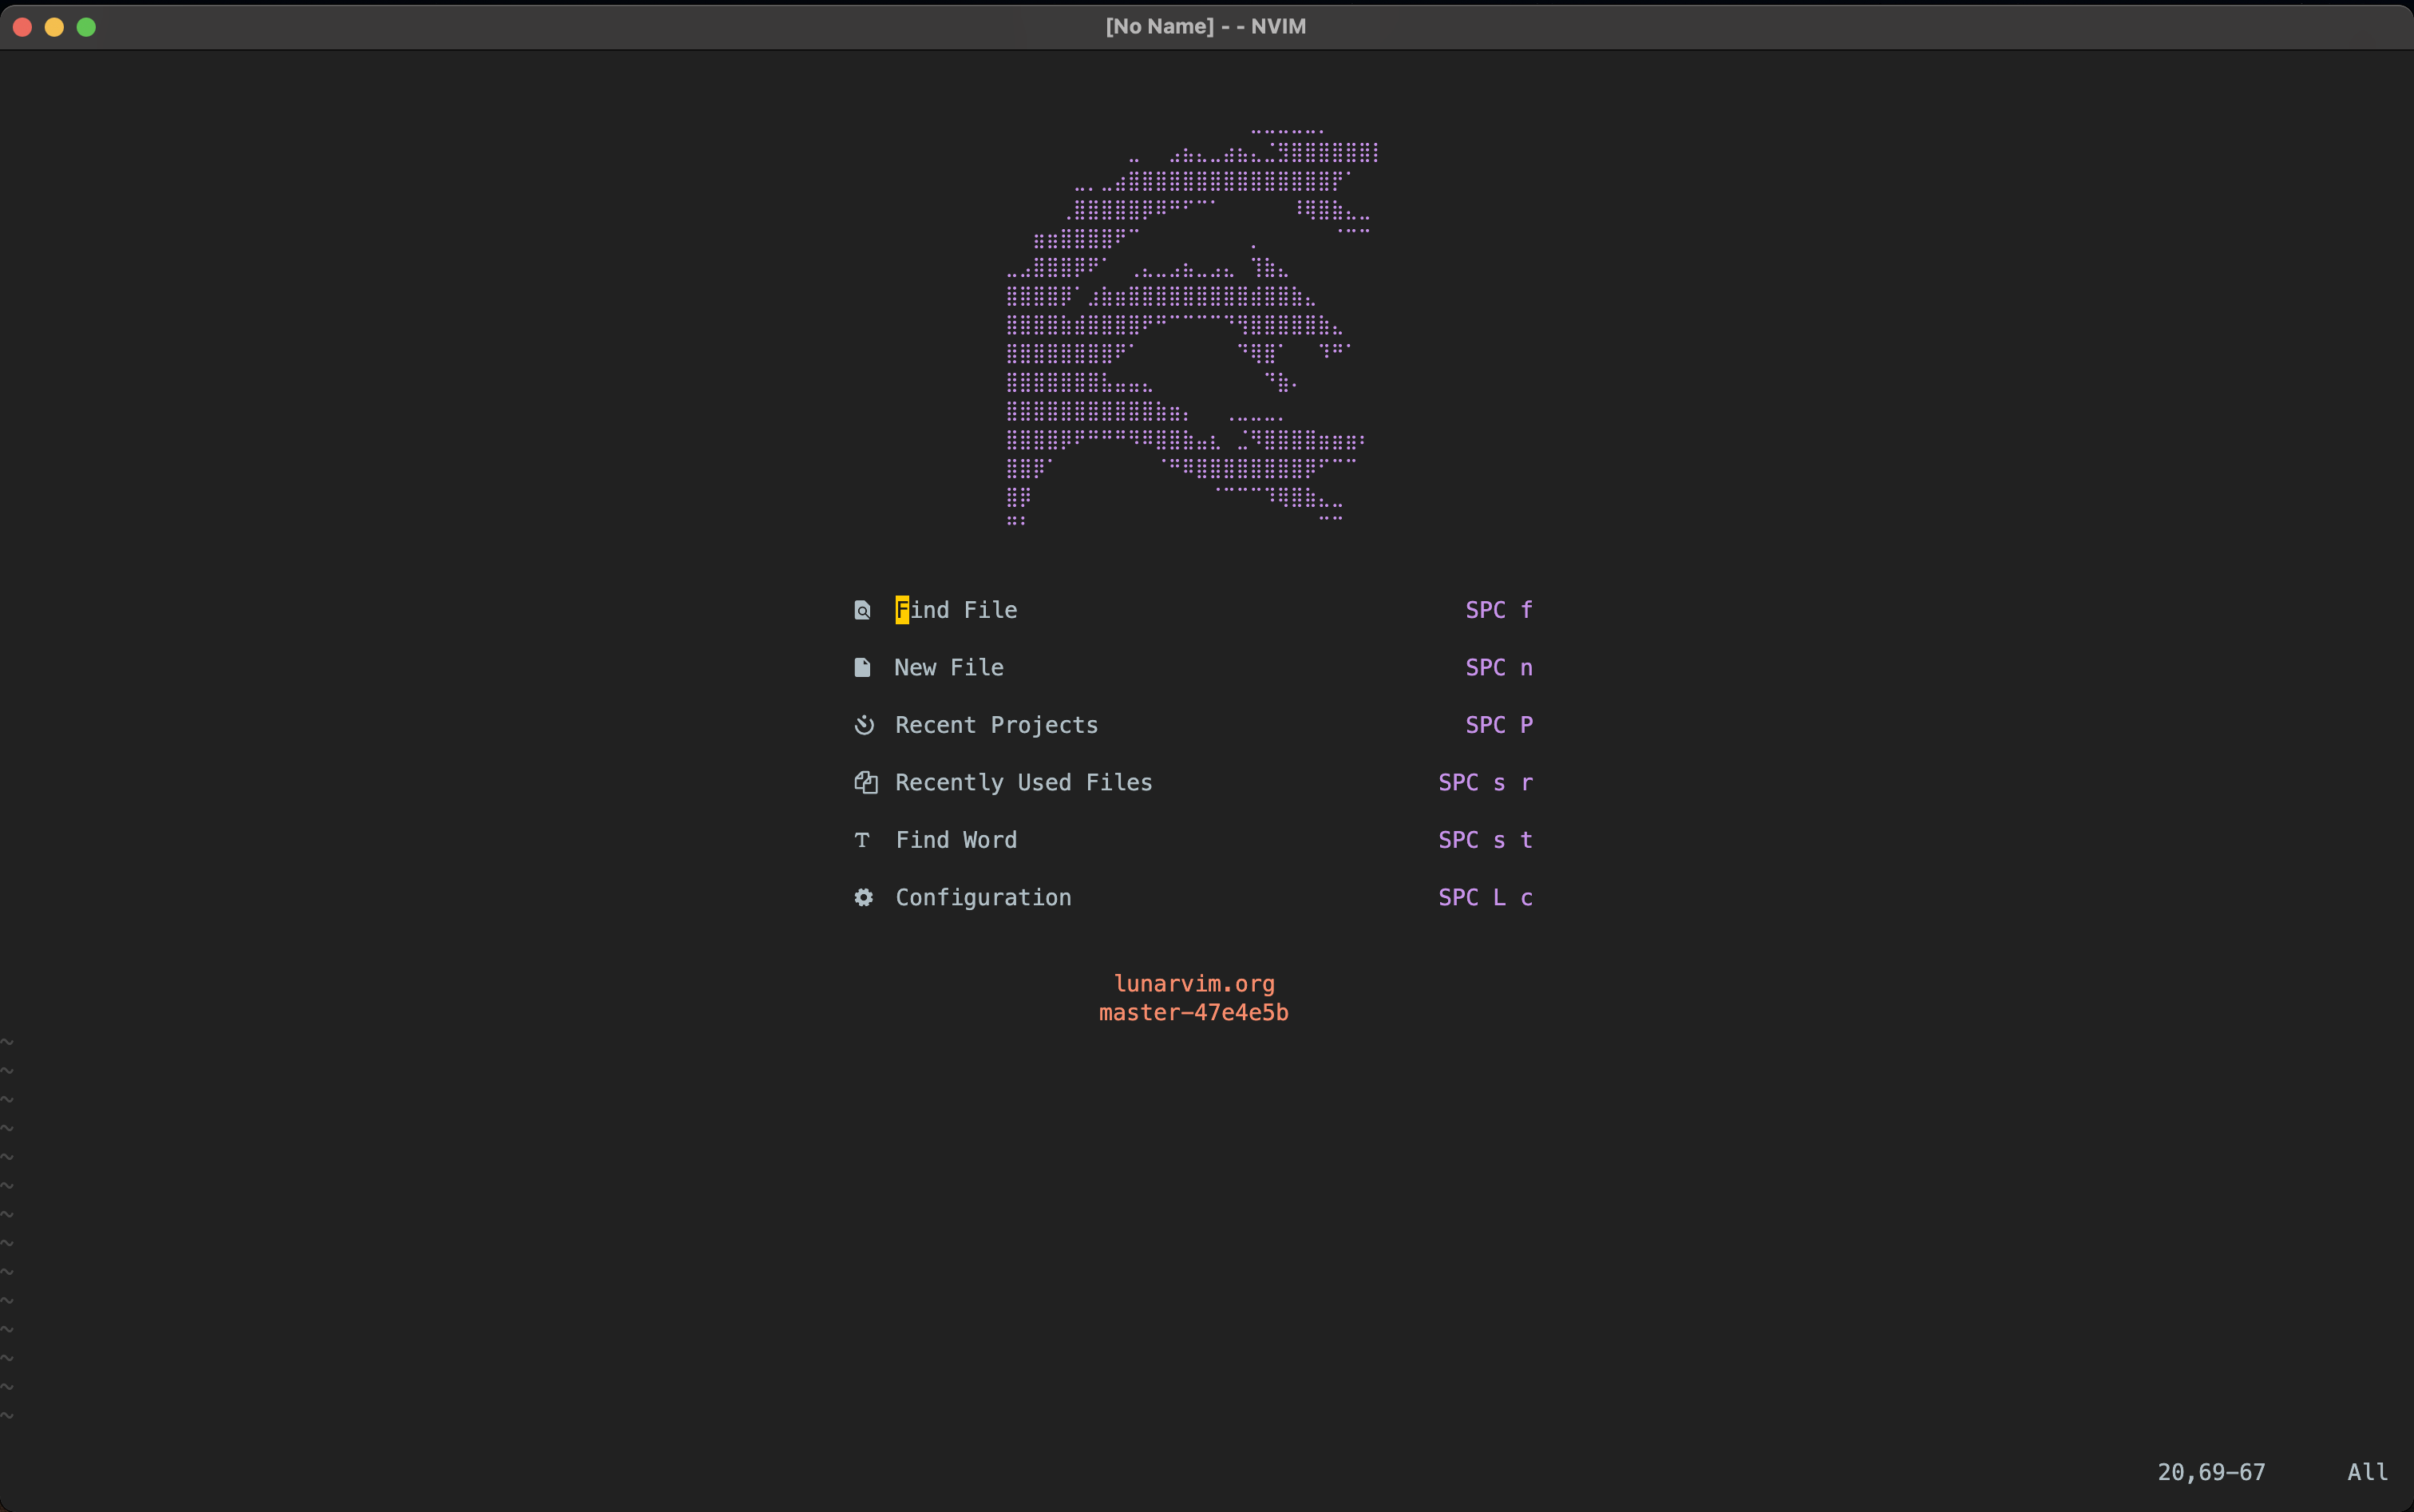 [No Name] - - NVIM
Find File SPC f
New File SPC n
Recent Projects SPC P
Recently Used Files SPC s r
Find Word SPC s t
Configuration SPC L c
lunarvim.org
master-47e4e5b
~
~
~
~
~
~
~
~
~
~
~
~
~
~
20,69-67 All